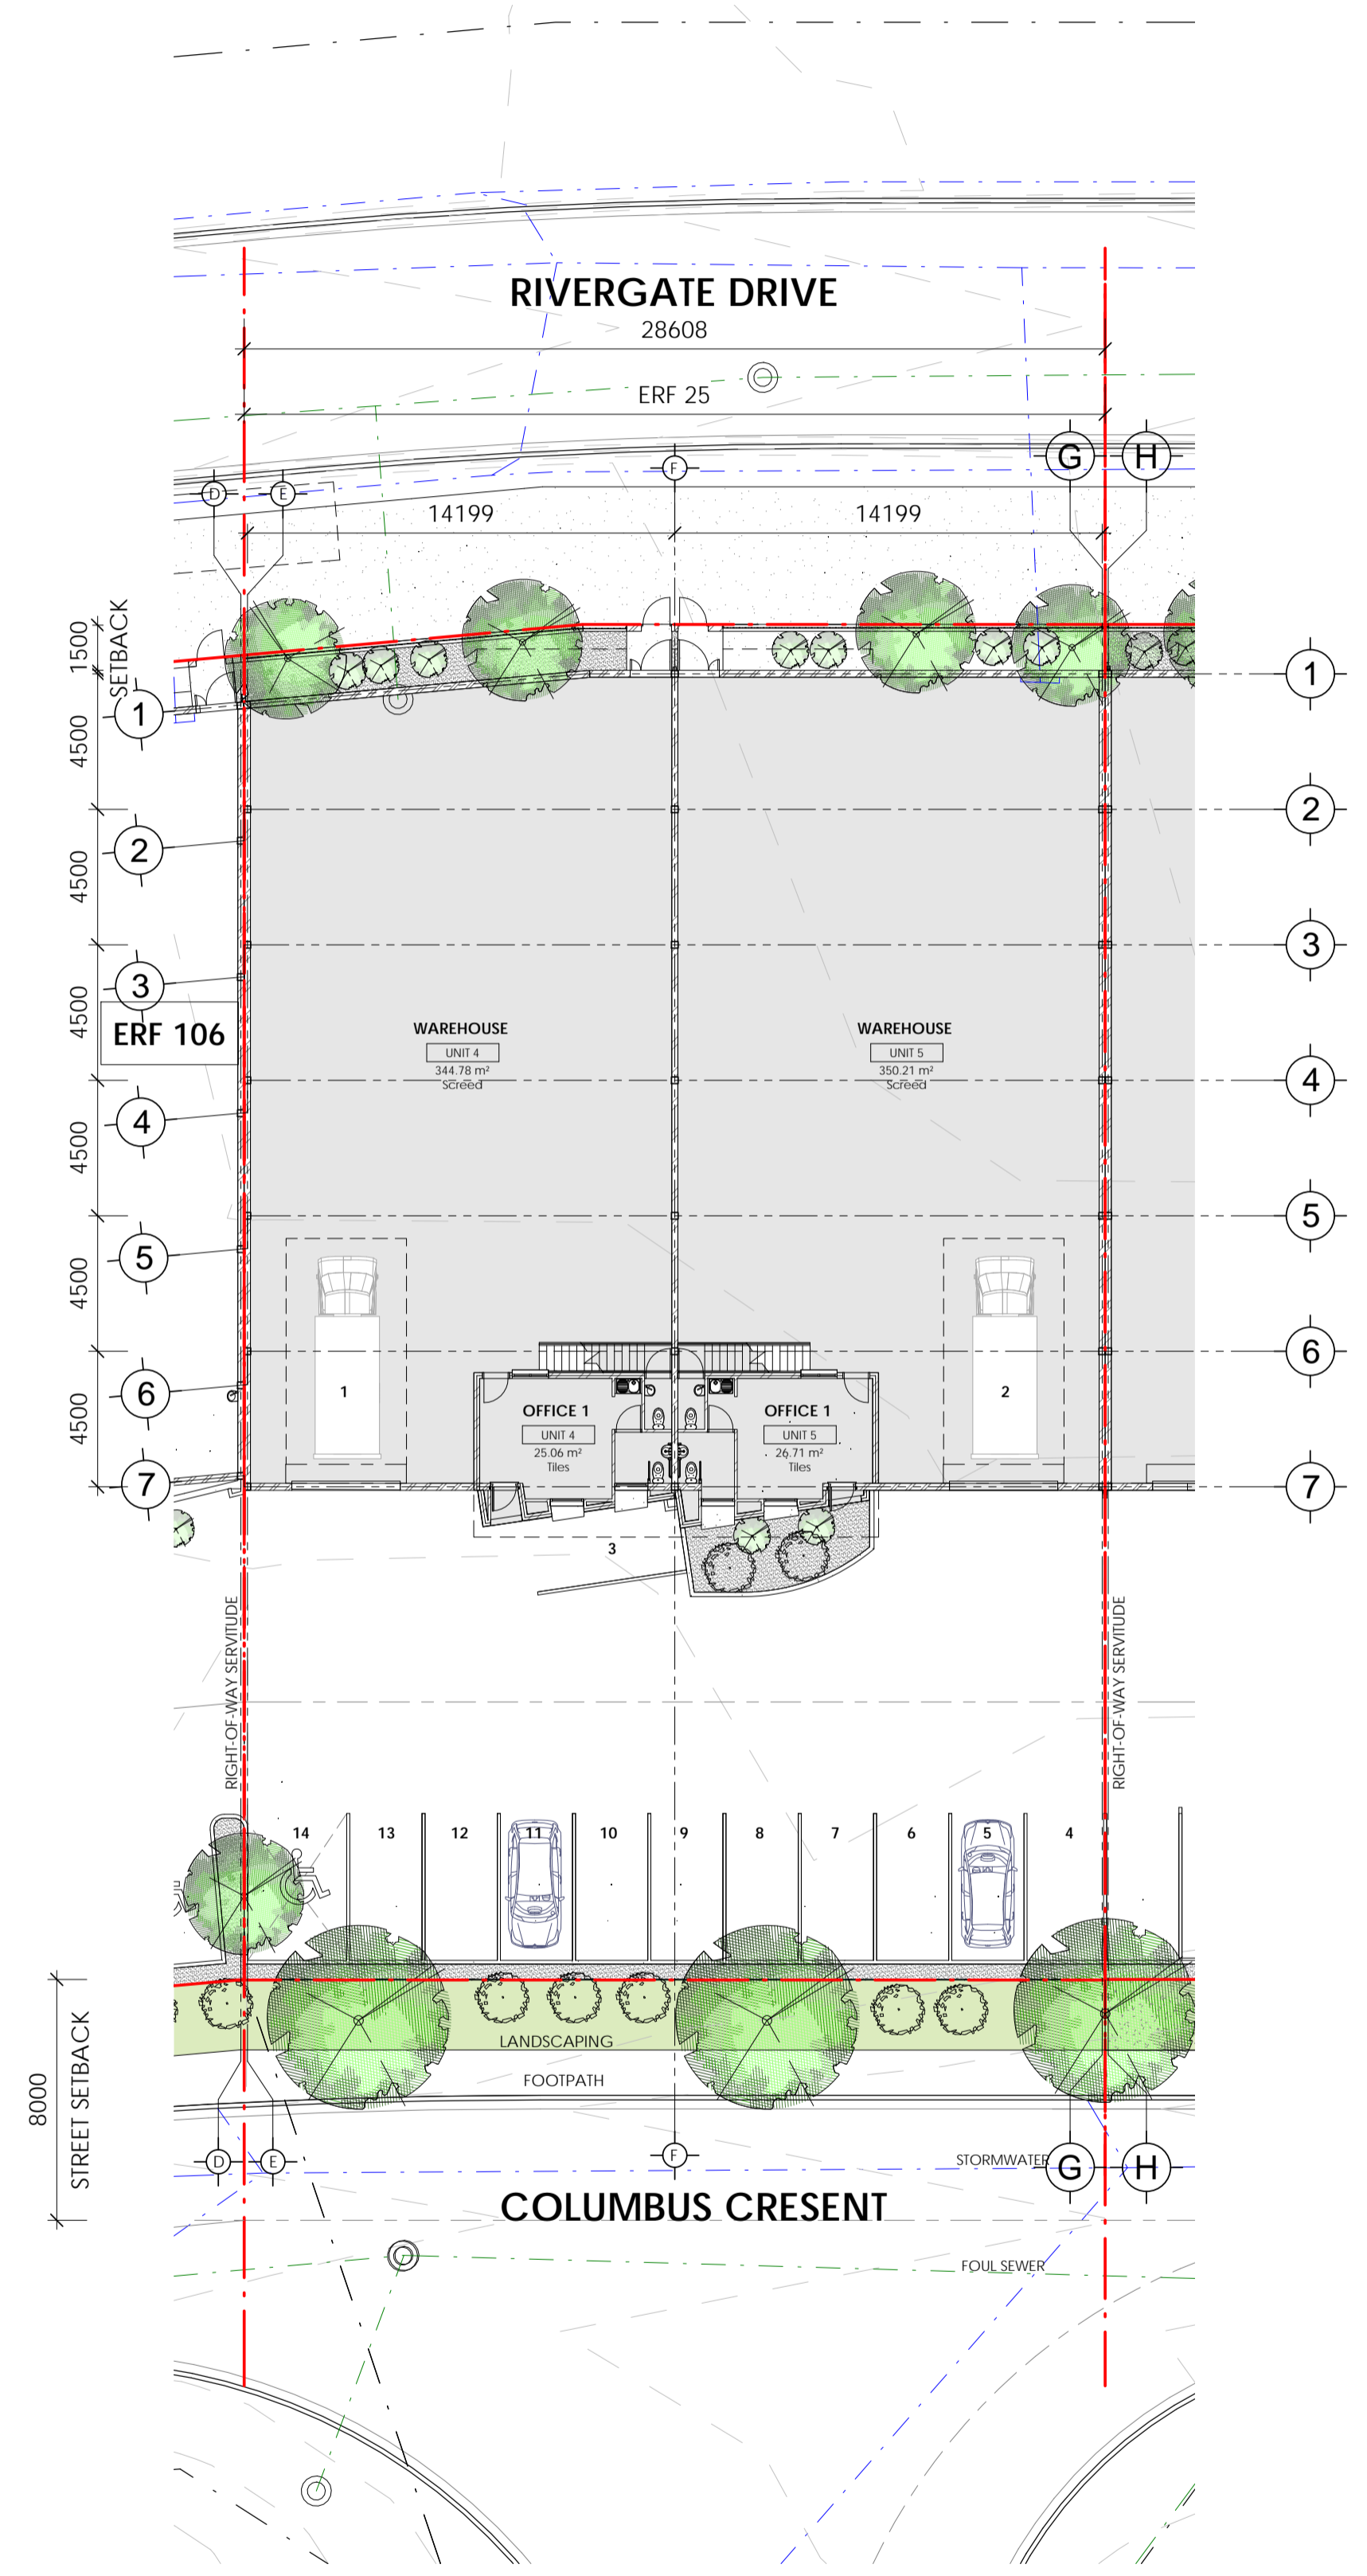 RIVERGATE DRIVE
28608
ERF 25
G
H
F
D
E
14199
14199
1500
SETBACK
1
1
4500
2
2
4500
3
3
4500
ERF 106
WAREHOUSE
UNIT 4
344.78 m²
Screed
WAREHOUSE
UNIT 5
350.21 m²
Screed
4
4
4500
5
5
4500
6
6
4500
1
2
OFFICE 1
UNIT 4
25.06 m²
Tiles
OFFICE 1
UNIT 5
26.71 m²
Tiles
7
7
3
RIGHT-OF-WAY SERVITUDE
RIGHT-OF-WAY SERVITUDE
14
13
12
11
10
9
8
7
6
5
4
LANDSCAPING
FOOTPATH
8000
STREET SETBACK
D
E
F
STORMWATER
G
H
COLUMBUS CRESENT
FOUL SEWER